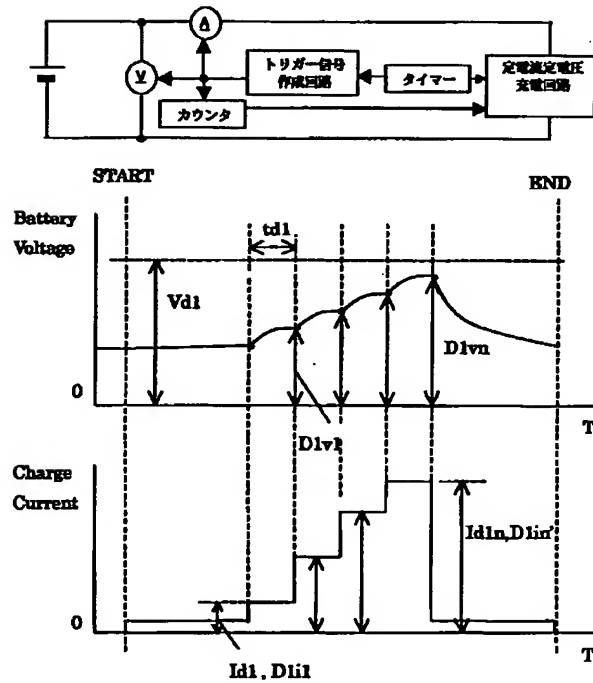 A
V
トリガー信号
作成回路
タイマー
定電流定電圧
充電回路
カウンタ
START
END
Battery
Voltage
td1
Vd1
D1vn
0
T
D1v1
Charge
Current
Id1n,D1in'
0
T
Id1, D1i1